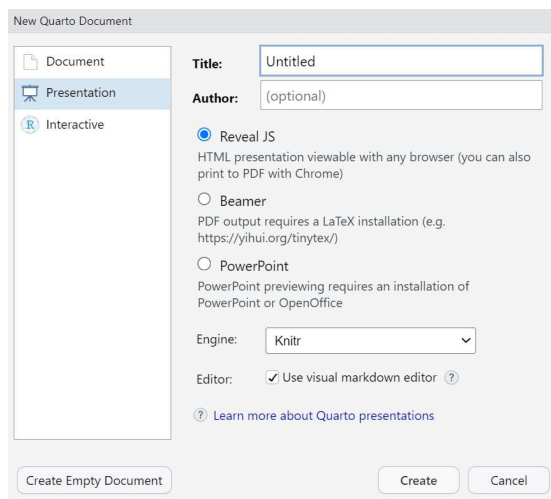 New Quarto Document
Document
Presentation
R Interactive
Title: Untitled
Author: (optional)
Reveal JS
HTML presentation viewable with any browser (you can also
print to PDF with Chrome)
Beamer
PDF output requires a LaTeX installation (e.g.
https://yihui.org/tinytex/)
PowerPoint
PowerPoint previewing requires an installation of
PowerPoint or OpenOffice
Engine: Knitr
Editor: Use visual markdown editor ?
? Learn more about Quarto presentations
Create Empty Document Create Cancel